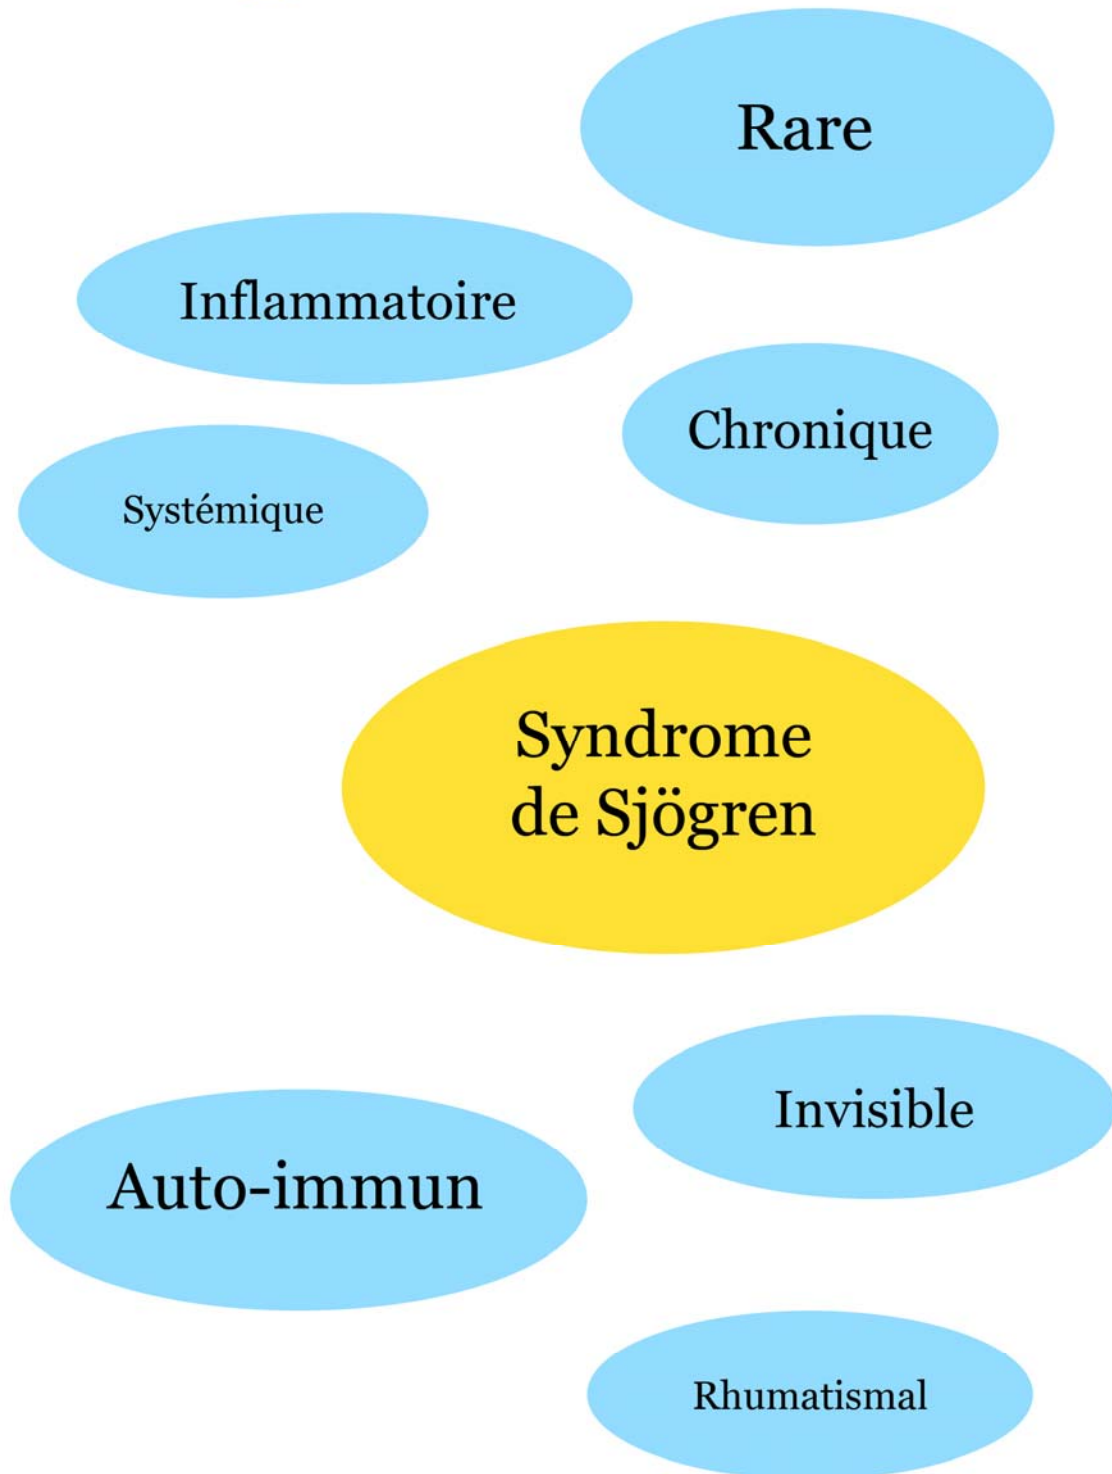 Rare
Inflammatoire
Chronique
Systémique
Syndrome
de Sjögren
Invisible
Auto-immun
Rhumatismal